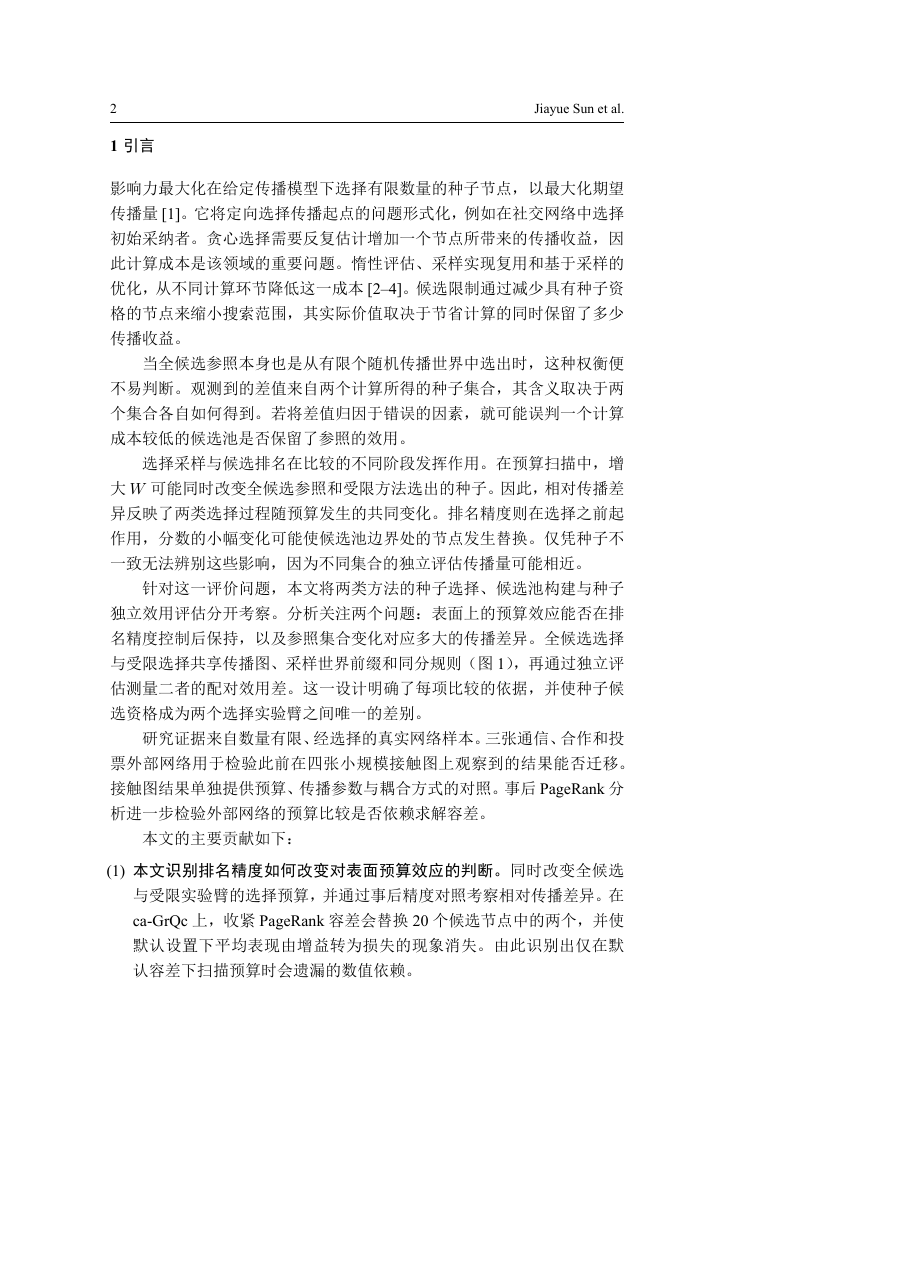 2 Jiayue Sun et al.
1 引言
影响力最大化在给定传播模型下选择有限数量的种子节点，以最大化期望
传播量 [1]。它将定向选择传播起点的问题形式化，例如在社交网络中选择
初始采纳者。贪心选择需要反复估计增加一个节点所带来的传播收益，因
此计算成本是该领域的重要问题。惰性评估、采样实现复用和基于采样的
优化，从不同计算环节降低这一成本 [2–4]。候选限制通过减少具有种子资
格的节点来缩小搜索范围，其实际价值取决于节省计算的同时保留了多少
传播收益。
当全候选参照本身也是从有限个随机传播世界中选出时，这种权衡便
不易判断。观测到的差值来自两个计算所得的种子集合，其含义取决于两
个集合各自如何得到。若将差值归因于错误的因素，就可能误判一个计算
成本较低的候选池是否保留了参照的效用。
选择采样与候选排名在比较的不同阶段发挥作用。在预算扫描中，增
大 W 可能同时改变全候选参照和受限方法选出的种子。因此，相对传播差
异反映了两类选择过程随预算发生的共同变化。排名精度则在选择之前起
作用，分数的小幅变化可能使候选池边界处的节点发生替换。仅凭种子不
一致无法辨别这些影响，因为不同集合的独立评估传播量可能相近。
针对这一评价问题，本文将两类方法的种子选择、候选池构建与种子
独立效用评估分开考察。分析关注两个问题：表面上的预算效应能否在排
名精度控制后保持，以及参照集合变化对应多大的传播差异。全候选选择
与受限选择共享传播图、采样世界前缀和同分规则（图 1），再通过独立评
估测量二者的配对效用差。这一设计明确了每项比较的依据，并使种子候
选资格成为两个选择实验臂之间唯一的差别。
研究证据来自数量有限、经选择的真实网络样本。三张通信、合作和投
票外部网络用于检验此前在四张小规模接触图上观察到的结果能否迁移。
接触图结果单独提供预算、传播参数与耦合方式的对照。事后 PageRank 分
析进一步检验外部网络的预算比较是否依赖求解容差。
本文的主要贡献如下：
(1) 本文识别排名精度如何改变对表面预算效应的判断。同时改变全候选
与受限实验臂的选择预算，并通过事后精度对照考察相对传播差异。在
ca-GrQc 上，收紧 PageRank 容差会替换 20 个候选节点中的两个，并使
默认设置下平均表现由增益转为损失的现象消失。由此识别出仅在默
认容差下扫描预算时会遗漏的数值依赖。